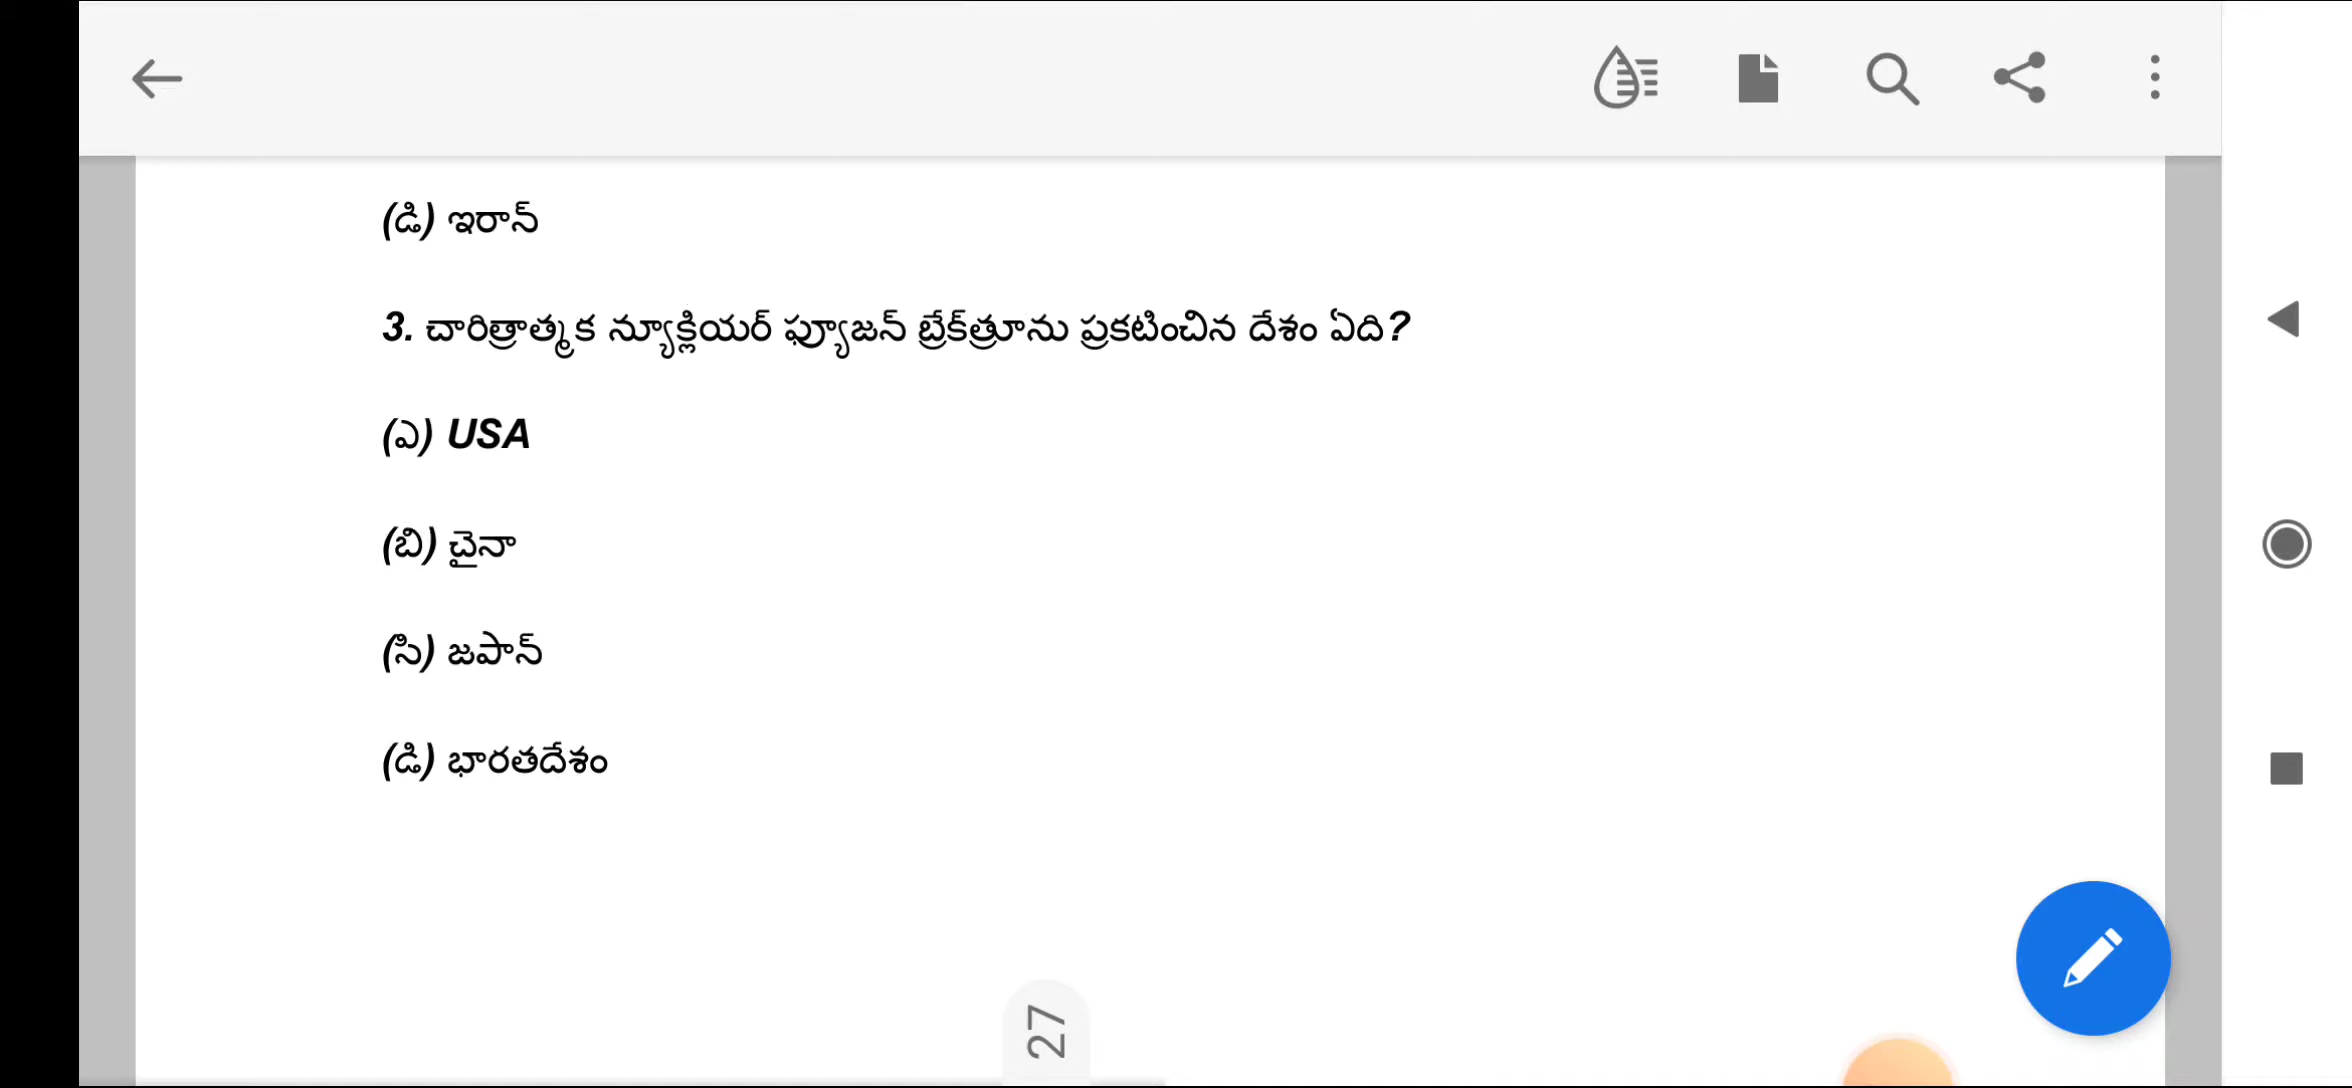 (డి) ఇరాన్
3. చారిత్రాత్మక న్యూక్లియర్ ఫ్యూజన్ బ్రేక్‌త్రూను ప్రకటించిన దేశం ఏది?
(ఎ) USA
(బి) చైనా
(సి) జపాన్
(డి) భారతదేశం
27